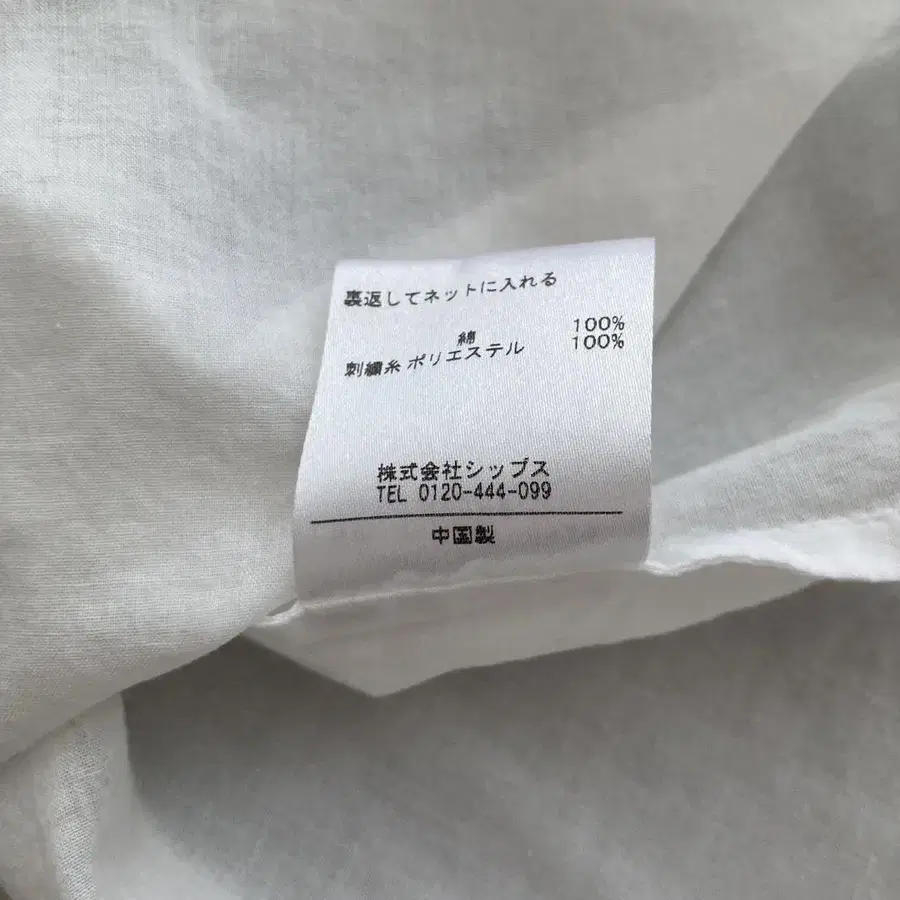 裏返してネットに入れる
綿 100%
刺繍糸 ポリエステル 100%
株式会社シップス
TEL 0120-444-099
中国製